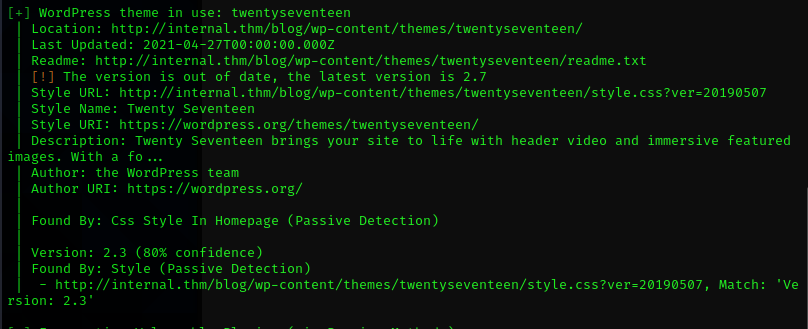 [+] WordPress theme in use: twentyseventeen
| Location: http://internal.thm/blog/wp-content/themes/twentyseventeen/
| Last Updated: 2021-04-27T00:00:00.000Z
| Readme: http://internal.thm/blog/wp-content/themes/twentyseventeen/readme.txt
| [!] The version is out of date, the latest version is 2.7
| Style URL: http://internal.thm/blog/wp-content/themes/twentyseventeen/style.css?ver=20190507
| Style Name: Twenty Seventeen
| Style URI: https://wordpress.org/themes/twentyseventeen/
| Description: Twenty Seventeen brings your site to life with header video and immersive featured
images. With a fo...
| Author: the WordPress team
| Author URI: https://wordpress.org/
|
| Found By: Css Style In Homepage (Passive Detection)
|
| Version: 2.3 (80% confidence)
| Found By: Style (Passive Detection)
|  - http://internal.thm/blog/wp-content/themes/twentyseventeen/style.css?ver=20190507, Match: 'Ve
rsion: 2.3'